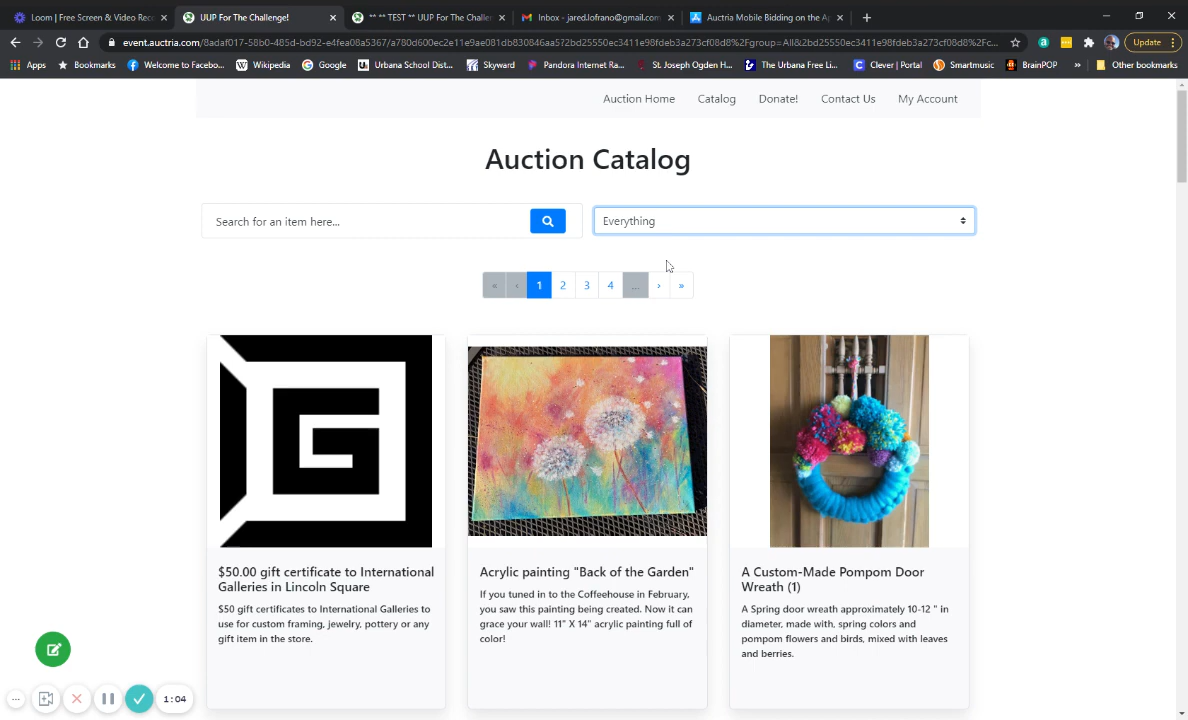 Loom | Free Screen & Video Rec
UUP For The Challenge!
** ** TEST ** UUP For The Challe
Inbox - jared.lofrano@gmail.com
Auctria Mobile Bidding on the A
Update
event.auctria.com/8adaf017-58b0-485d-bd92-e4fea08a5367/a780d600ec2e11e9ae081db830846aa5?2bd25550ec3411e98fdeb3a273cf08d8%2Fgroup=All&2bd25550ec3411e98fdeb3a273cf08d8%2Fc...
Apps
Bookmarks
Welcome to Facebo...
Wikipedia
Google
Urbana School Dist...
Skyward
Pandora Internet Ra...
St. Joseph Ogden H...
The Urbana Free Li...
Clever | Portal
Smartmusic
BrainPOP
»
Other bookmarks
Auction Home
Catalog
Donate!
Contact Us
My Account
Auction Catalog
Search for an item here...
Everything
« ‹ 1 2 3 4 ... › »
G
$50.00 gift certificate to International
Galleries in Lincoln Square
$50 gift certificates to International Galleries to
use for custom framing, jewelry, pottery or any
gift item in the store.
Acrylic painting "Back of the Garden"
If you tuned in to the Coffeehouse in February,
you saw this painting being created. Now it can
grace your wall! 11" X 14" acrylic painting full of
color!
A Custom-Made Pompom Door
Wreath (1)
A Spring door wreath approximately 10-12 " in
diameter, made with, spring colors and
pompom flowers and birds, mixed with leaves
and berries.
1:04